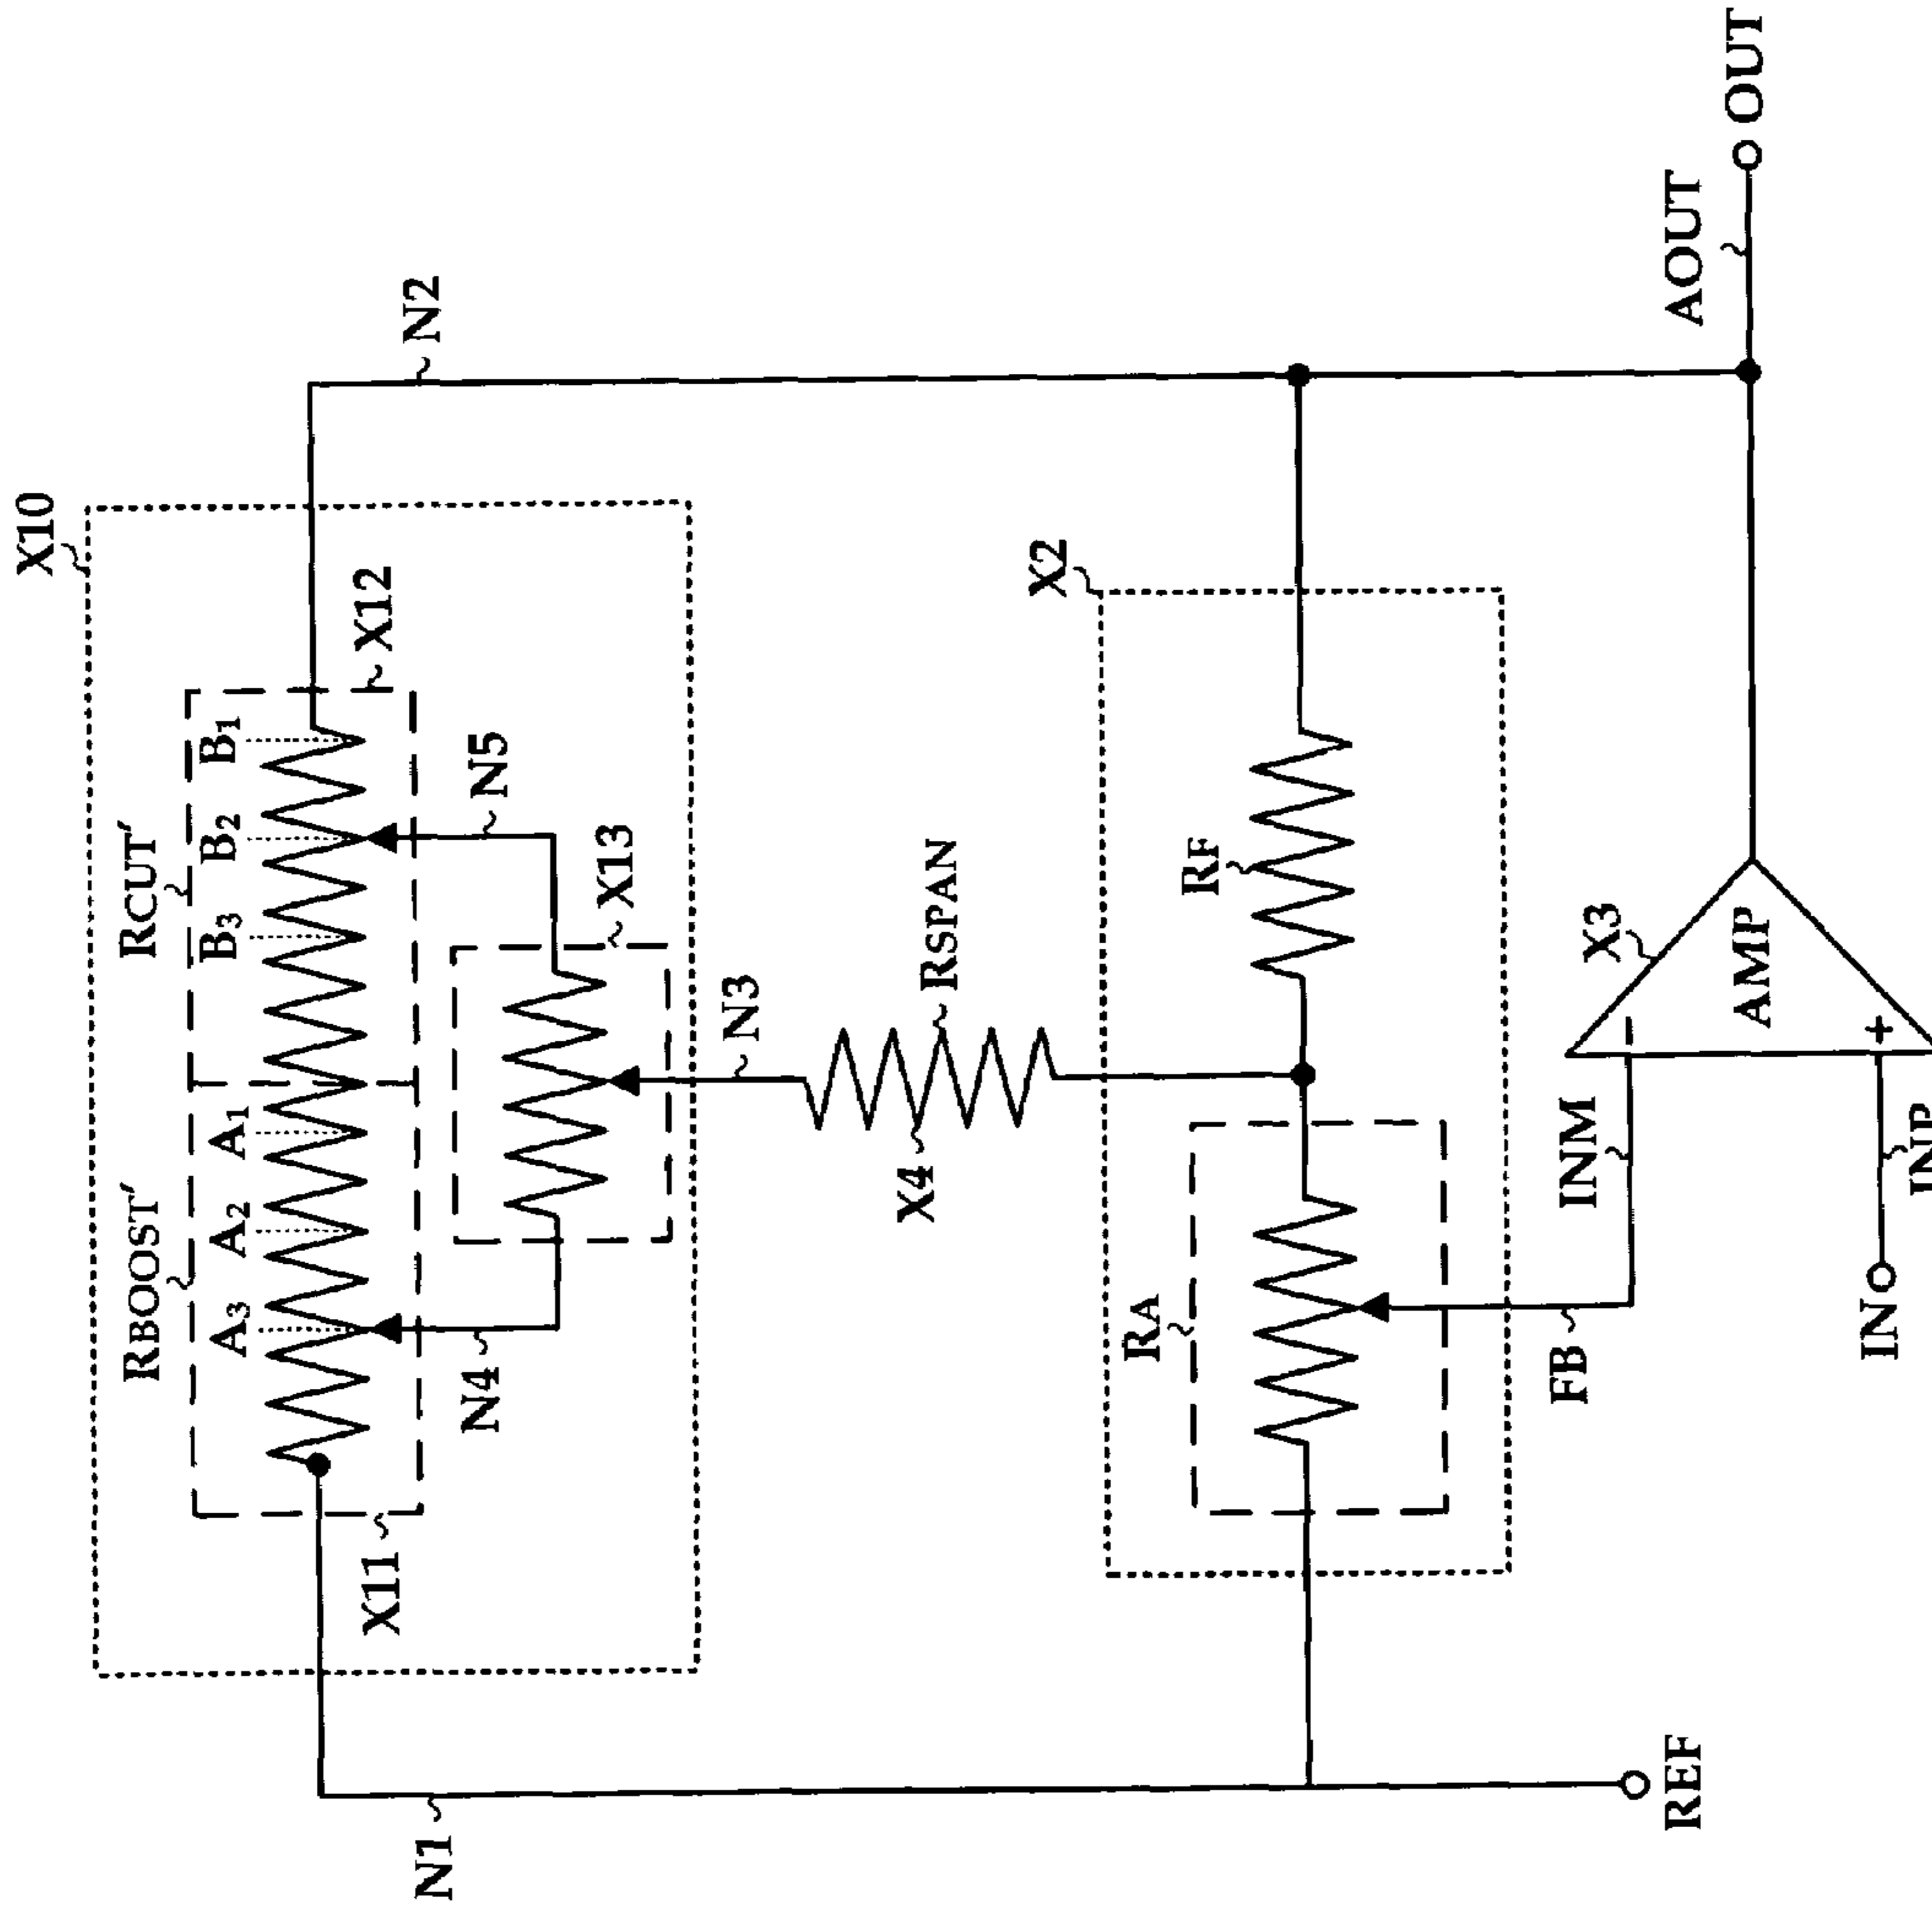 X10
RBOOST′
RCUT′
A3
A2
A1
B3
B2
B1
X11
X12
N1
N2
N4
N5
X13
N3
X4
RSPAN
X2
RA
RF
FB
INM
X3
−
REF
AOUT
AMP
OUT
IN
+
INP